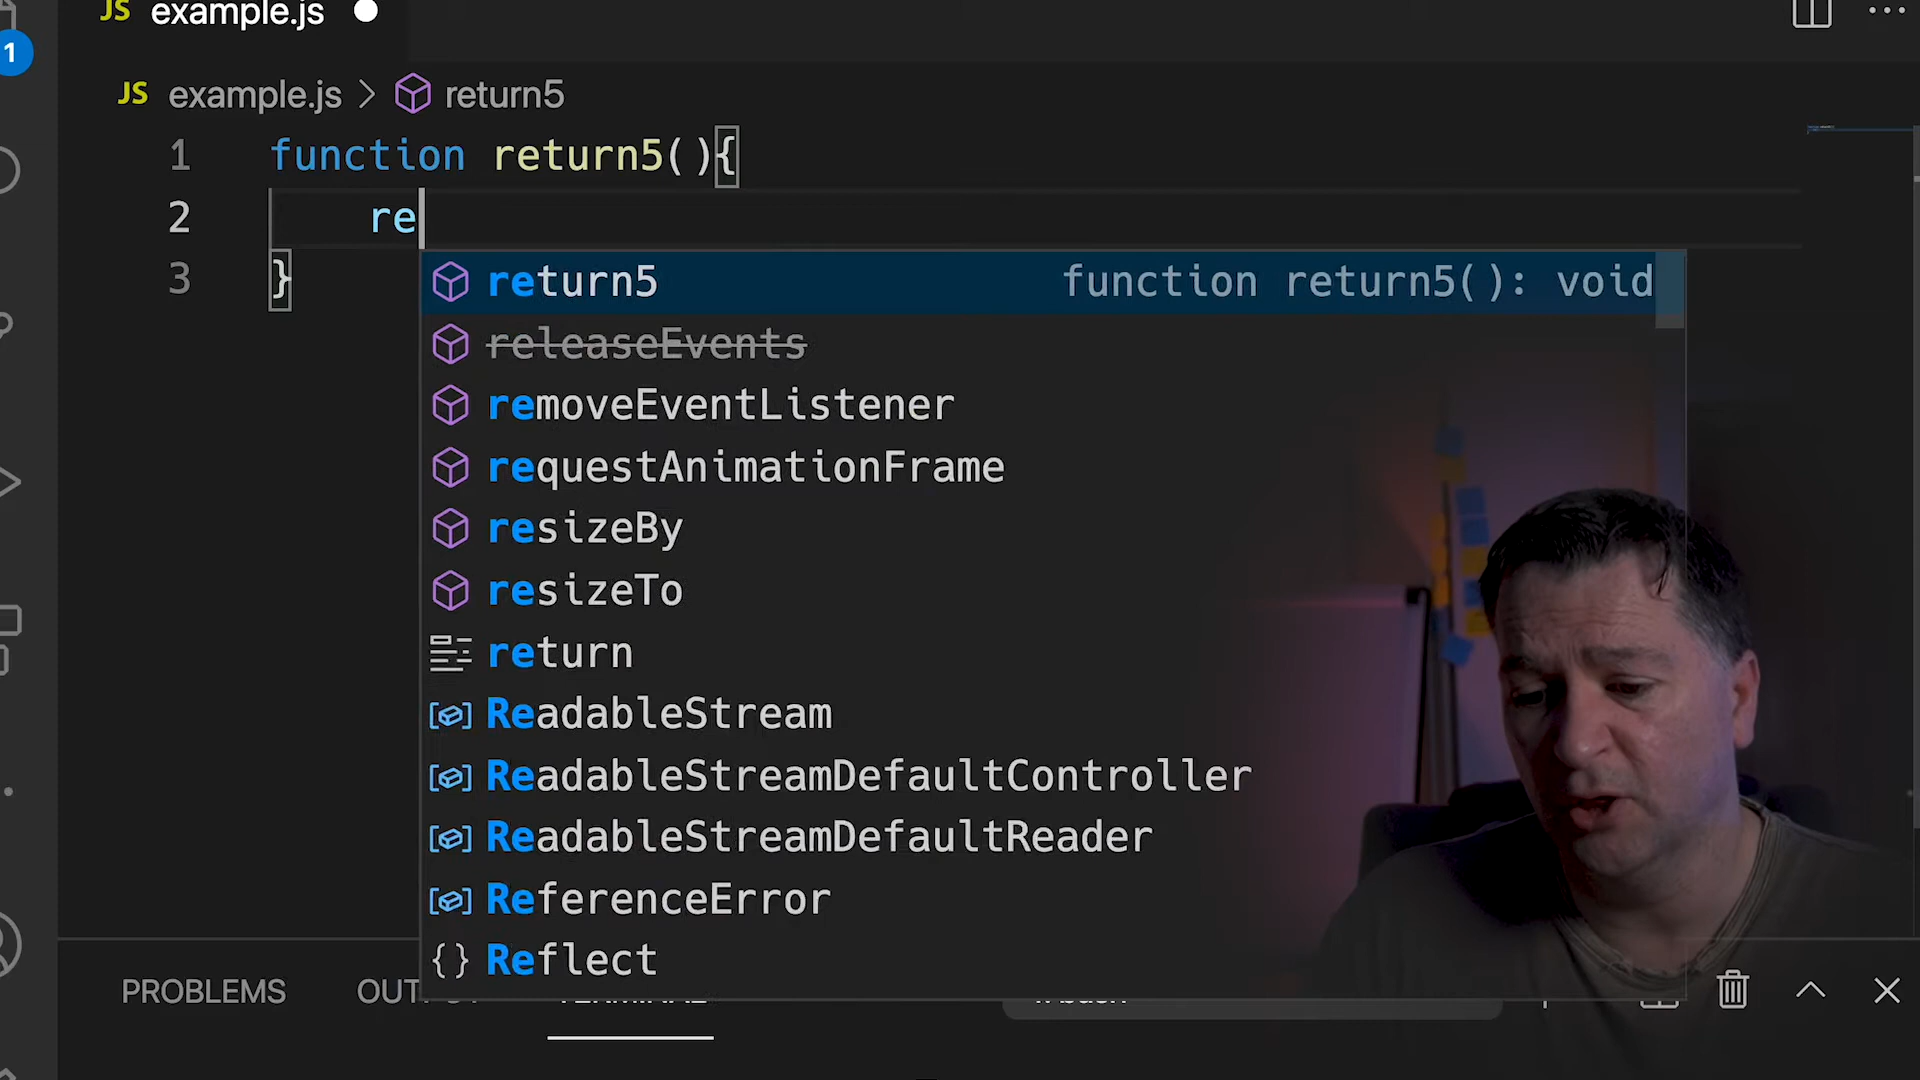 JS example.js
1
JS example.js > return5
1 function return5(){
2 re
3 }
return5 function return5(): void
releaseEvents
removeEventListener
requestAnimationFrame
resizeBy
resizeTo
return
ReadableStream
ReadableStreamDefaultController
ReadableStreamDefaultReader
ReferenceError
Reflect
PROBLEMS
TERMINAL